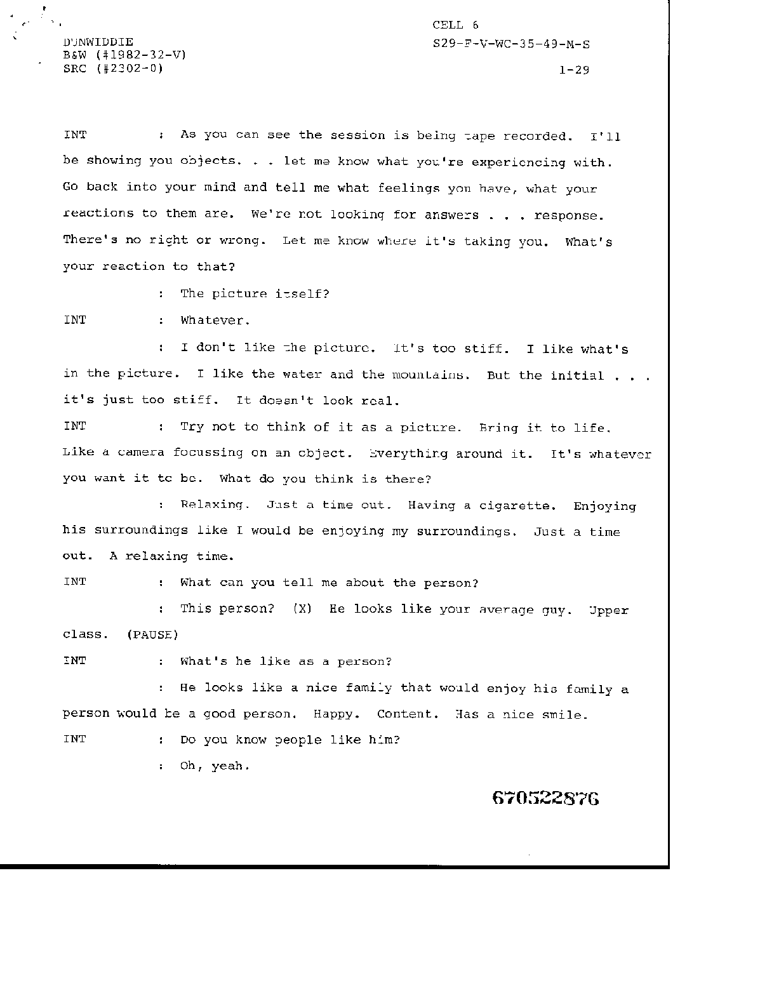 CELL 6
DUNWIDDIE S29-F-V-WC-35-49-M-S
B&W (#1982-32-V)
SRC (#2302-0) 1-29
INT : As you can see the session is being tape recorded. I'll
be showing you objects. . . let me know what you're experiencing with.
Go back into your mind and tell me what feelings you have, what your
reactions to them are. We're not looking for answers . . . response.
There's no right or wrong. Let me know where it's taking you. What's
your reaction to that?
: The picture itself?
INT : Whatever.
: I don't like the picture. It's too stiff. I like what's
in the picture. I like the water and the mountains. But the initial . . .
it's just too stiff. It doesn't look real.
INT : Try not to think of it as a picture. Bring it to life.
Like a camera focussing on an object. Everything around it. It's whatever
you want it to be. What do you think is there?
: Relaxing. Just a time out. Having a cigarette. Enjoying
his surroundings like I would be enjoying my surroundings. Just a time
out. A relaxing time.
INT : What can you tell me about the person?
: This person? (X) He looks like your average guy. Upper
class. (PAUSE)
INT : What's he like as a person?
: He looks like a nice family that would enjoy his family a
person would be a good person. Happy. Content. Has a nice smile.
INT : Do you know people like him?
: Oh, yeah.
670522876